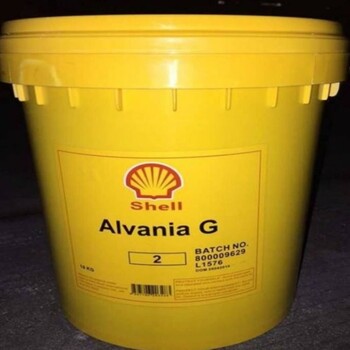 Shell
Alvania G
2
BATCH NO.
800009629
L1576